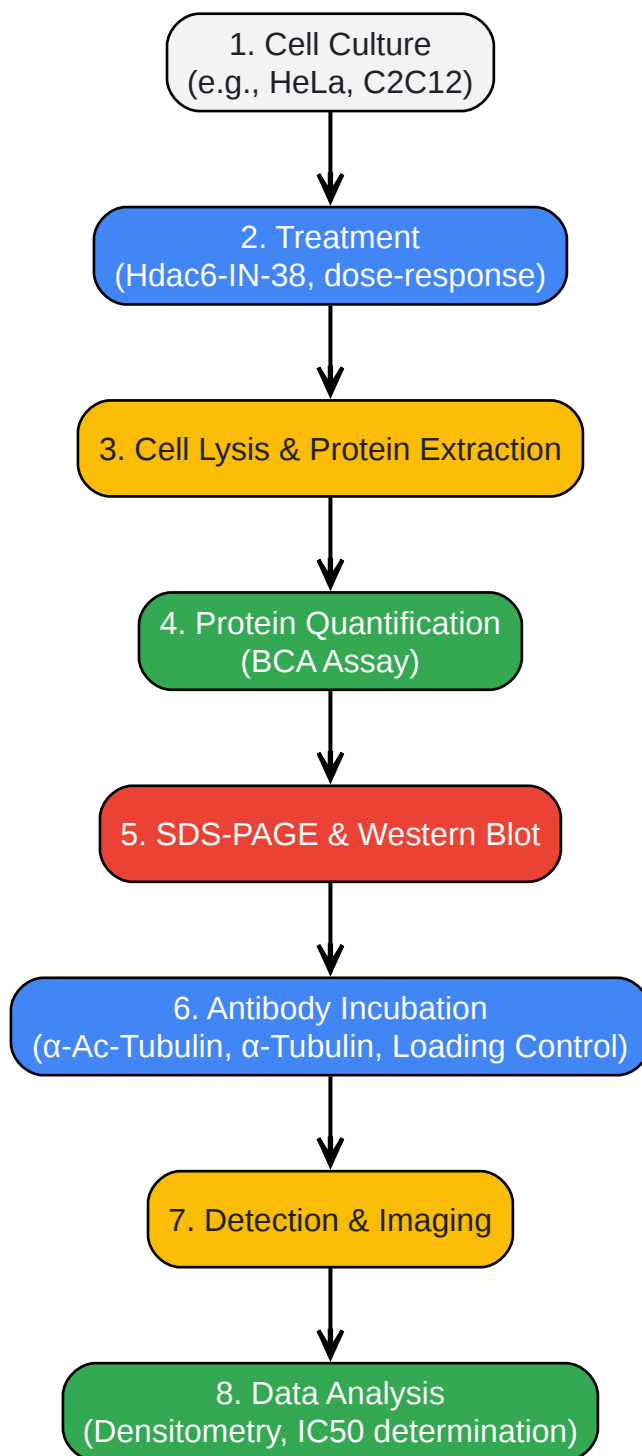 1. Cell Culture
(e.g., HeLa, C2C12)
2. Treatment
(Hdac6-IN-38, dose-response)
3. Cell Lysis & Protein Extraction
4. Protein Quantification
(BCA Assay)
5. SDS-PAGE & Western Blot
6. Antibody Incubation
(α-Ac-Tubulin, α-Tubulin, Loading Control)
7. Detection & Imaging
8. Data Analysis
(Densitometry, IC50 determination)